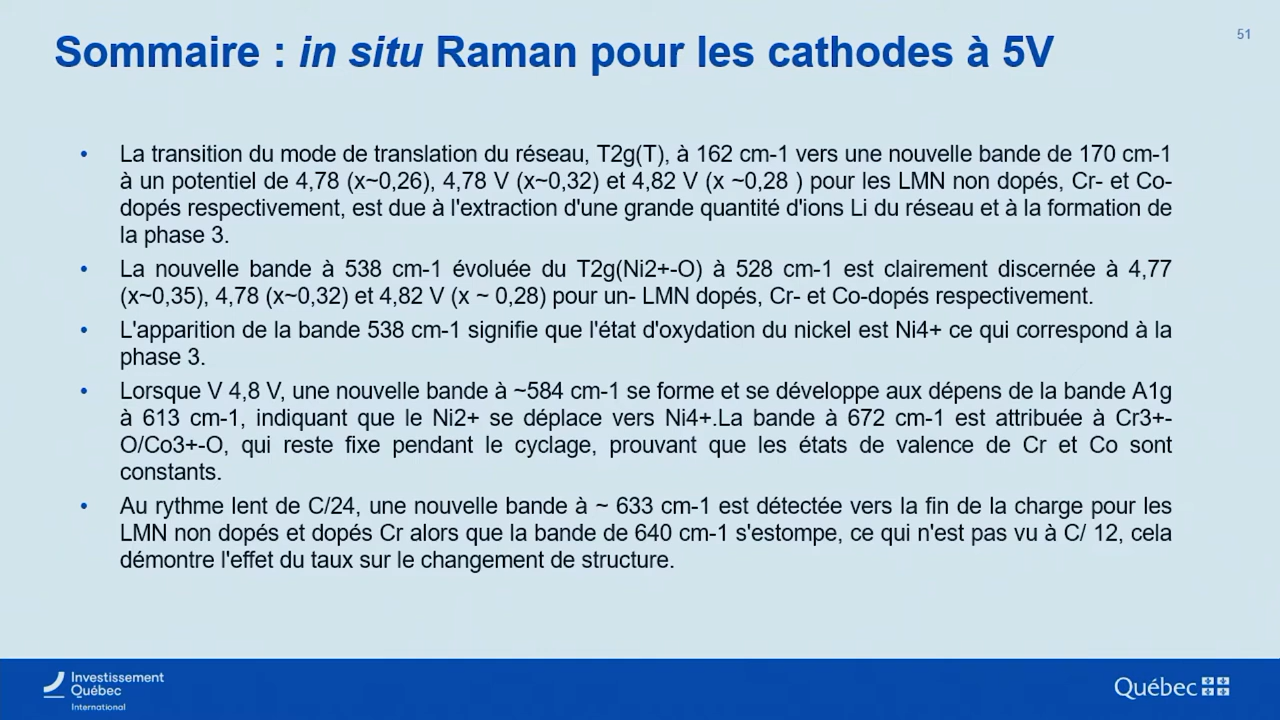 Sommaire : in situ Raman pour les cathodes à 5V
51
• La transition du mode de translation du réseau, T2g(T), à 162 cm-1 vers une nouvelle bande de 170 cm-1
à un potentiel de 4,78 (x~0,26), 4,78 V (x~0,32) et 4,82 V (x ~0,28 ) pour les LMN non dopés, Cr- et Co-
dopés respectivement, est due à l'extraction d'une grande quantité d'ions Li du réseau et à la formation de
la phase 3.
• La nouvelle bande à 538 cm-1 évoluée du T2g(Ni2+-O) à 528 cm-1 est clairement discernée à 4,77
(x~0,35), 4,78 (x~0,32) et 4,82 V (x ~ 0,28) pour un- LMN dopés, Cr- et Co-dopés respectivement.
• L'apparition de la bande 538 cm-1 signifie que l'état d'oxydation du nickel est Ni4+ ce qui correspond à la
phase 3.
• Lorsque V 4,8 V, une nouvelle bande à ~584 cm-1 se forme et se développe aux dépens de la bande A1g
à 613 cm-1, indiquant que le Ni2+ se déplace vers Ni4+.La bande à 672 cm-1 est attribuée à Cr3+-
O/Co3+-O, qui reste fixe pendant le cyclage, prouvant que les états de valence de Cr et Co sont
constants.
• Au rythme lent de C/24, une nouvelle bande à ~ 633 cm-1 est détectée vers la fin de la charge pour les
LMN non dopés et dopés Cr alors que la bande de 640 cm-1 s'estompe, ce qui n'est pas vu à C/ 12, cela
démontre l'effet du taux sur le changement de structure.
Investissement
Québec
International
Québec